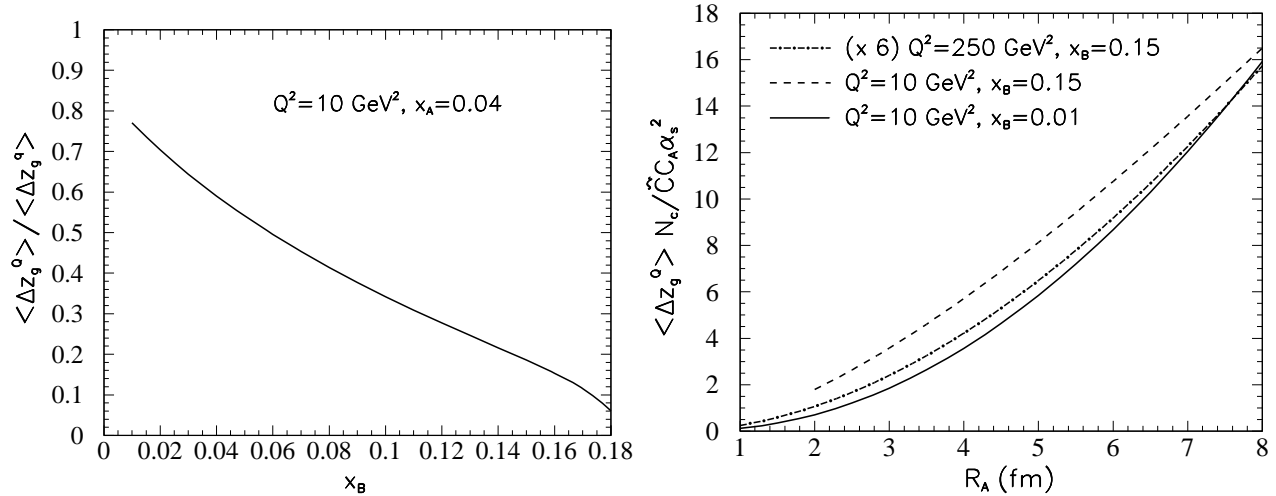 <Δz_g^Q> / <Δz_g^q>
1
0.9
0.8
0.7
0.6
0.5
0.4
0.3
0.2
0.1
0
Q²=10 GeV², x_A=0.04
0 0.02 0.04 0.06 0.08 0.1 0.12 0.14 0.16 0.18
x_B
<Δz_g^Q> N_c/C̃C_Aα_s²
18
16
14
12
10
8
6
4
2
0
(x 6) Q²=250 GeV², x_B=0.15
Q²=10 GeV², x_B=0.15
Q²=10 GeV², x_B=0.01
1 2 3 4 5 6 7 8
R_A (fm)